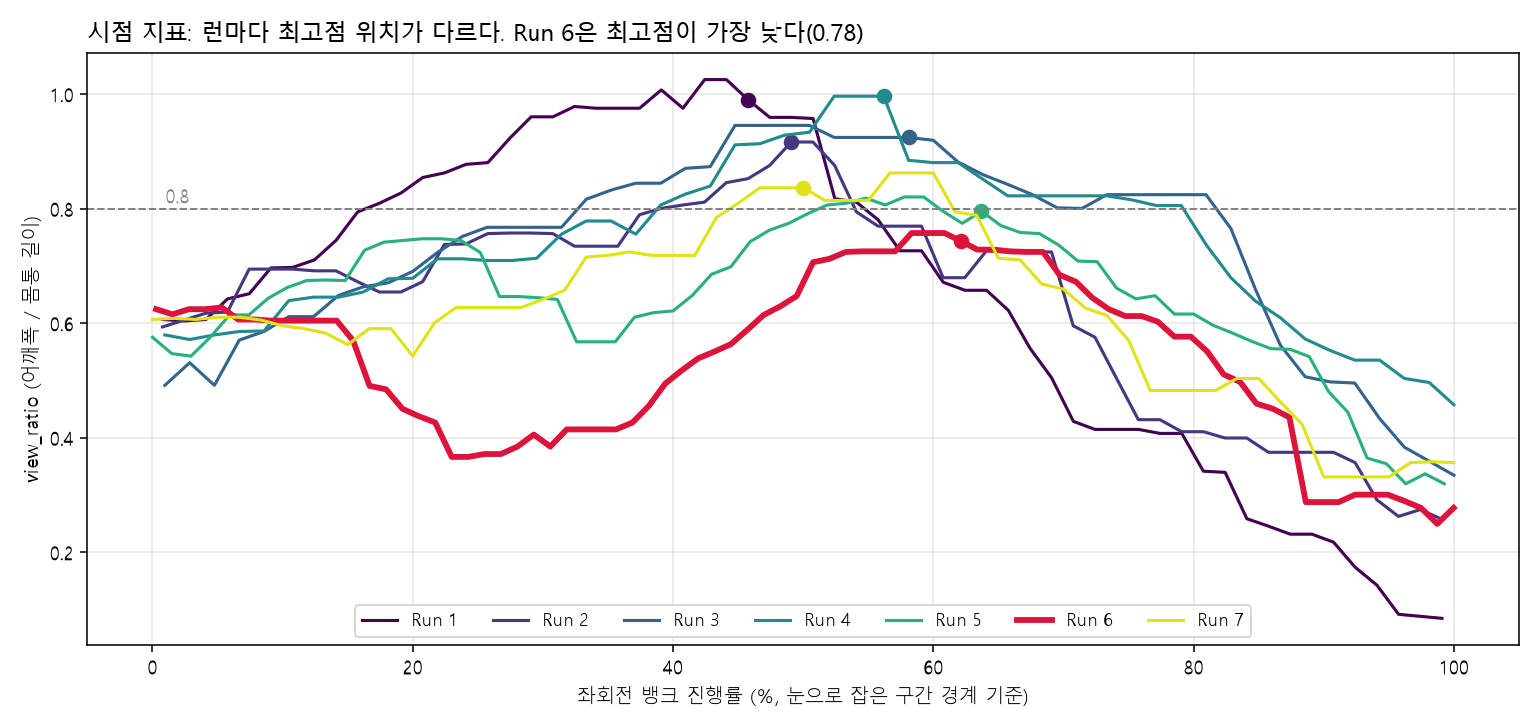 시점 지표: 런마다 최고점 위치가 다르다. Run 6은 최고점이 가장 낮다(0.78)
1.0
0.8
0.6
0.4
0.2
0.8
view_ratio (어깨폭 / 몸통 길이)
Run 1
Run 2
Run 3
Run 4
Run 5
Run 6
Run 7
0
20
40
60
80
100
좌회전 뱅크 진행률 (%, 눈으로 잡은 구간 경계 기준)